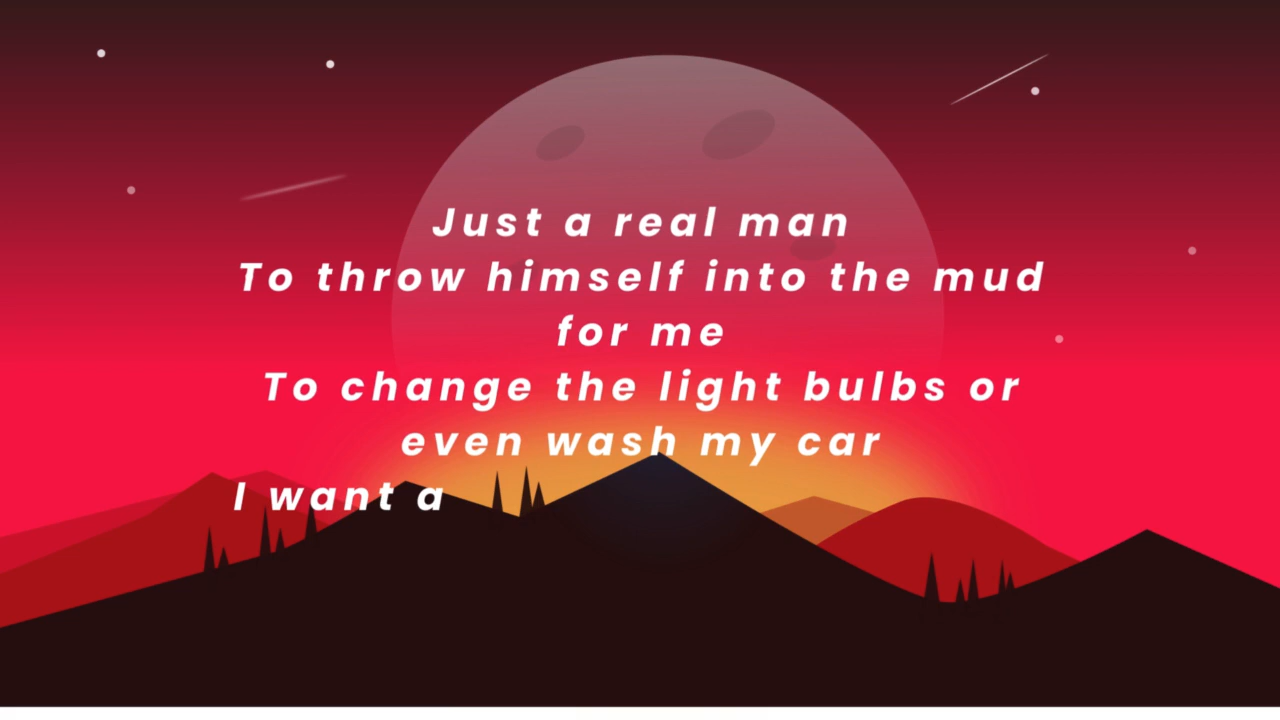 Just a real man
To throw himself into the mud
for me
To change the light bulbs or
even wash my car
I want a